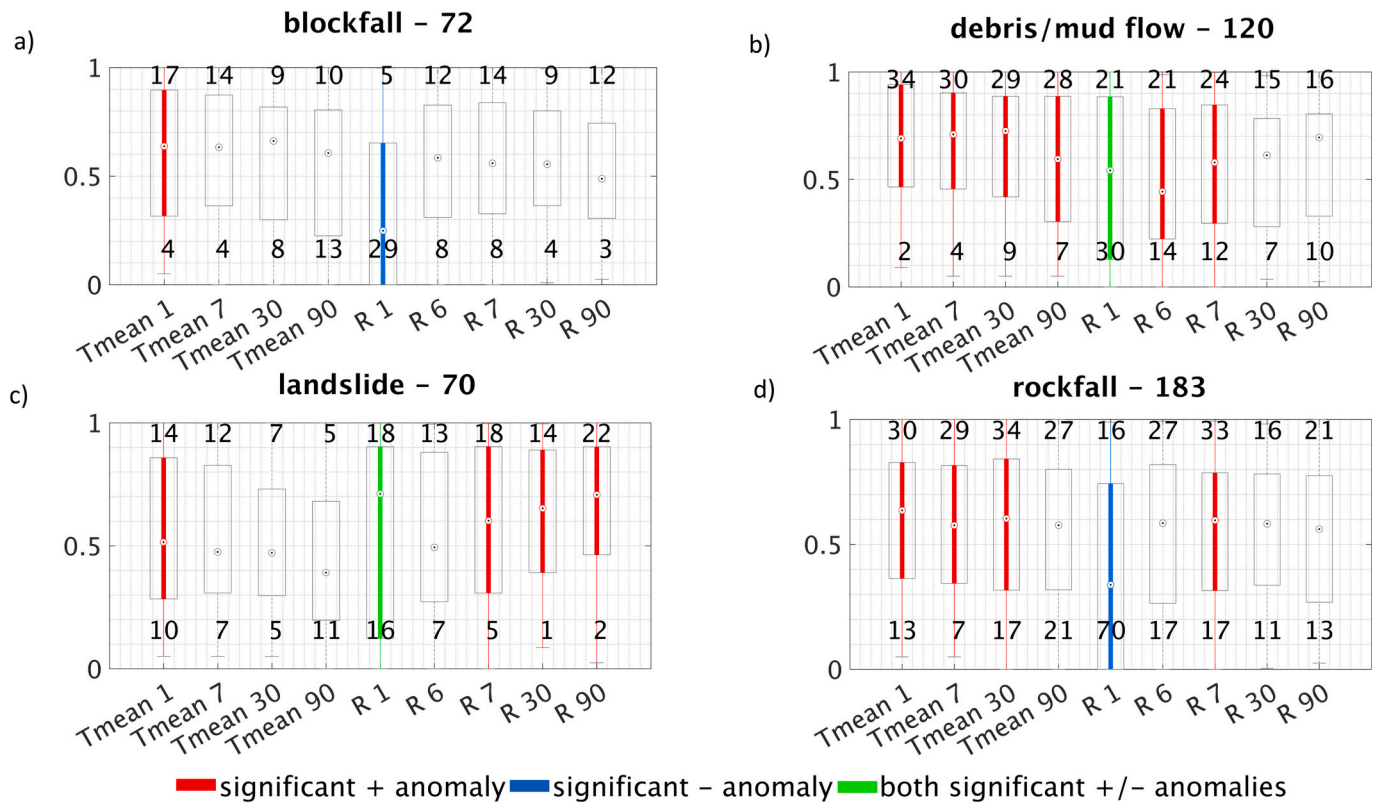 a)
blockfall – 72
1
17 14 9 10 5 12 14 9 12
0.5
4 4 8 13 29 8 8 4 3
0
Tmean 1 Tmean 7 Tmean 30 Tmean 90 R 1 R 6 R 7 R 30 R 90
b)
debris/mud flow – 120
1
34 30 29 28 21 21 24 15 16
0.5
2 4 9 7 30 14 12 7 10
0
Tmean 1 Tmean 7 Tmean 30 Tmean 90 R 1 R 6 R 7 R 30 R 90
c)
landslide – 70
1
14 12 7 5 18 13 18 14 22
0.5
10 7 5 11 16 7 5 1 2
0
Tmean 1 Tmean 7 Tmean 30 Tmean 90 R 1 R 6 R 7 R 30 R 90
d)
rockfall – 183
1
30 29 34 27 16 27 33 16 21
0.5
13 7 17 21 70 17 17 11 13
0
Tmean 1 Tmean 7 Tmean 30 Tmean 90 R 1 R 6 R 7 R 30 R 90
significant + anomaly significant – anomaly both significant +/– anomalies